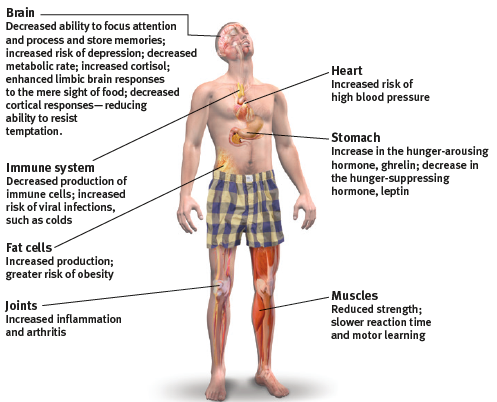 Brain
Decreased ability to focus attention
and process and store memories;
increased risk of depression; decreased
metabolic rate; increased cortisol;
enhanced limbic brain responses
to the mere sight of food; decreased
cortical responses—reducing
ability to resist
temptation.
Heart
Increased risk of
high blood pressure
Stomach
Increase in the hunger-arousing
hormone, ghrelin; decrease in
the hunger-suppressing
hormone, leptin
Immune system
Decreased production of
immune cells; increased
risk of viral infections,
such as colds
Fat cells
Increased production;
greater risk of obesity
Joints
Increased inflammation
and arthritis
Muscles
Reduced strength;
slower reaction time
and motor learning